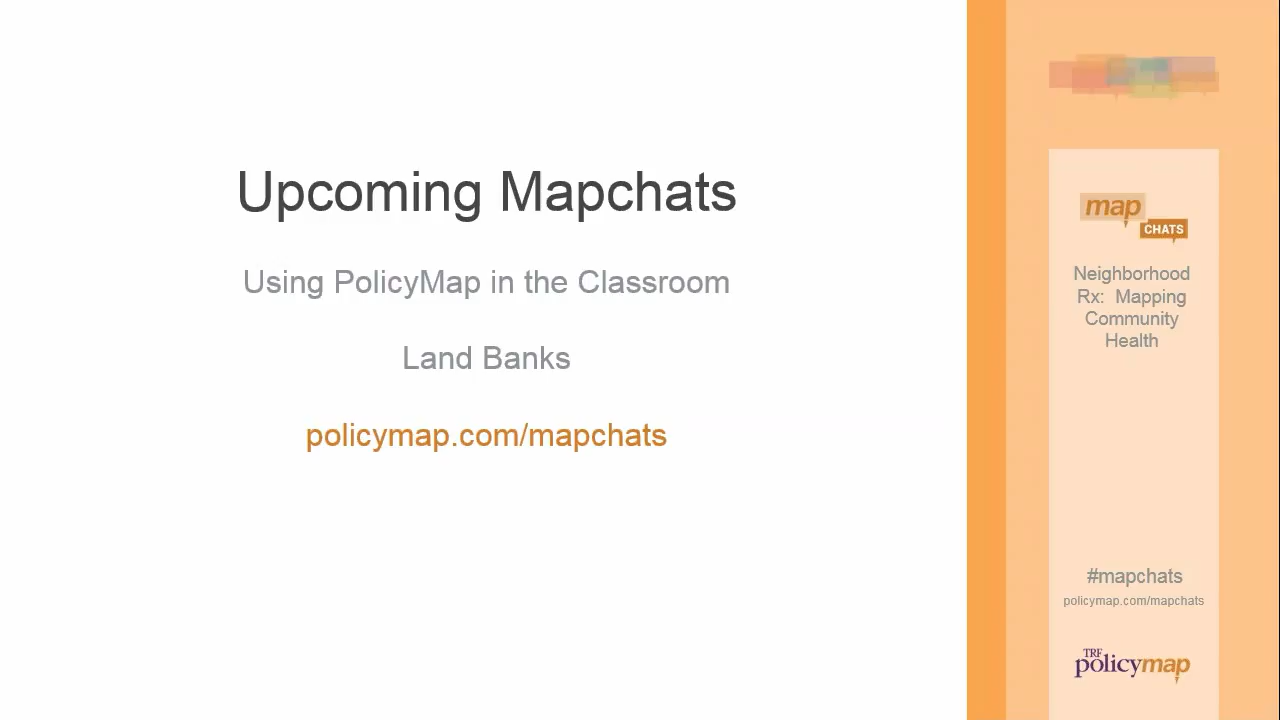 Upcoming Mapchats
Using PolicyMap in the Classroom
Land Banks
policymap.com/mapchats
map
CHATS
Neighborhood
Rx: Mapping
Community
Health
#mapchats
policymap.com/mapchats
TRF
policymap